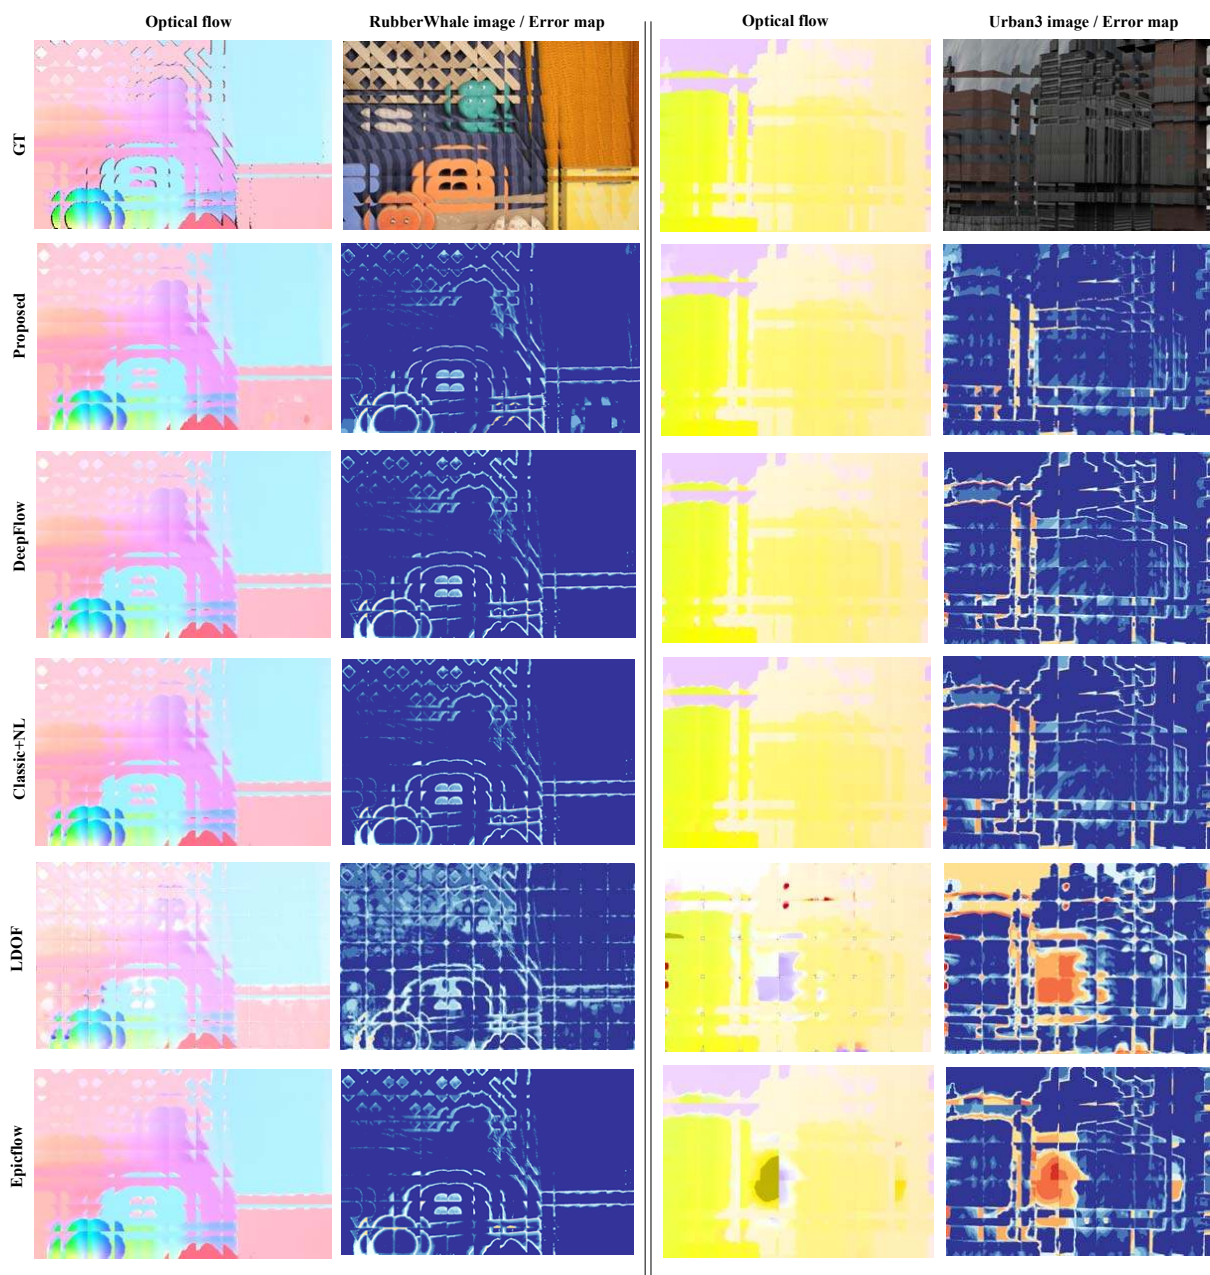 Optical flow
RubberWhale image / Error map
Optical flow
Urban3 image / Error map
GT
Proposed
DeepFlow
Classic+NL
LDOF
Epicflow